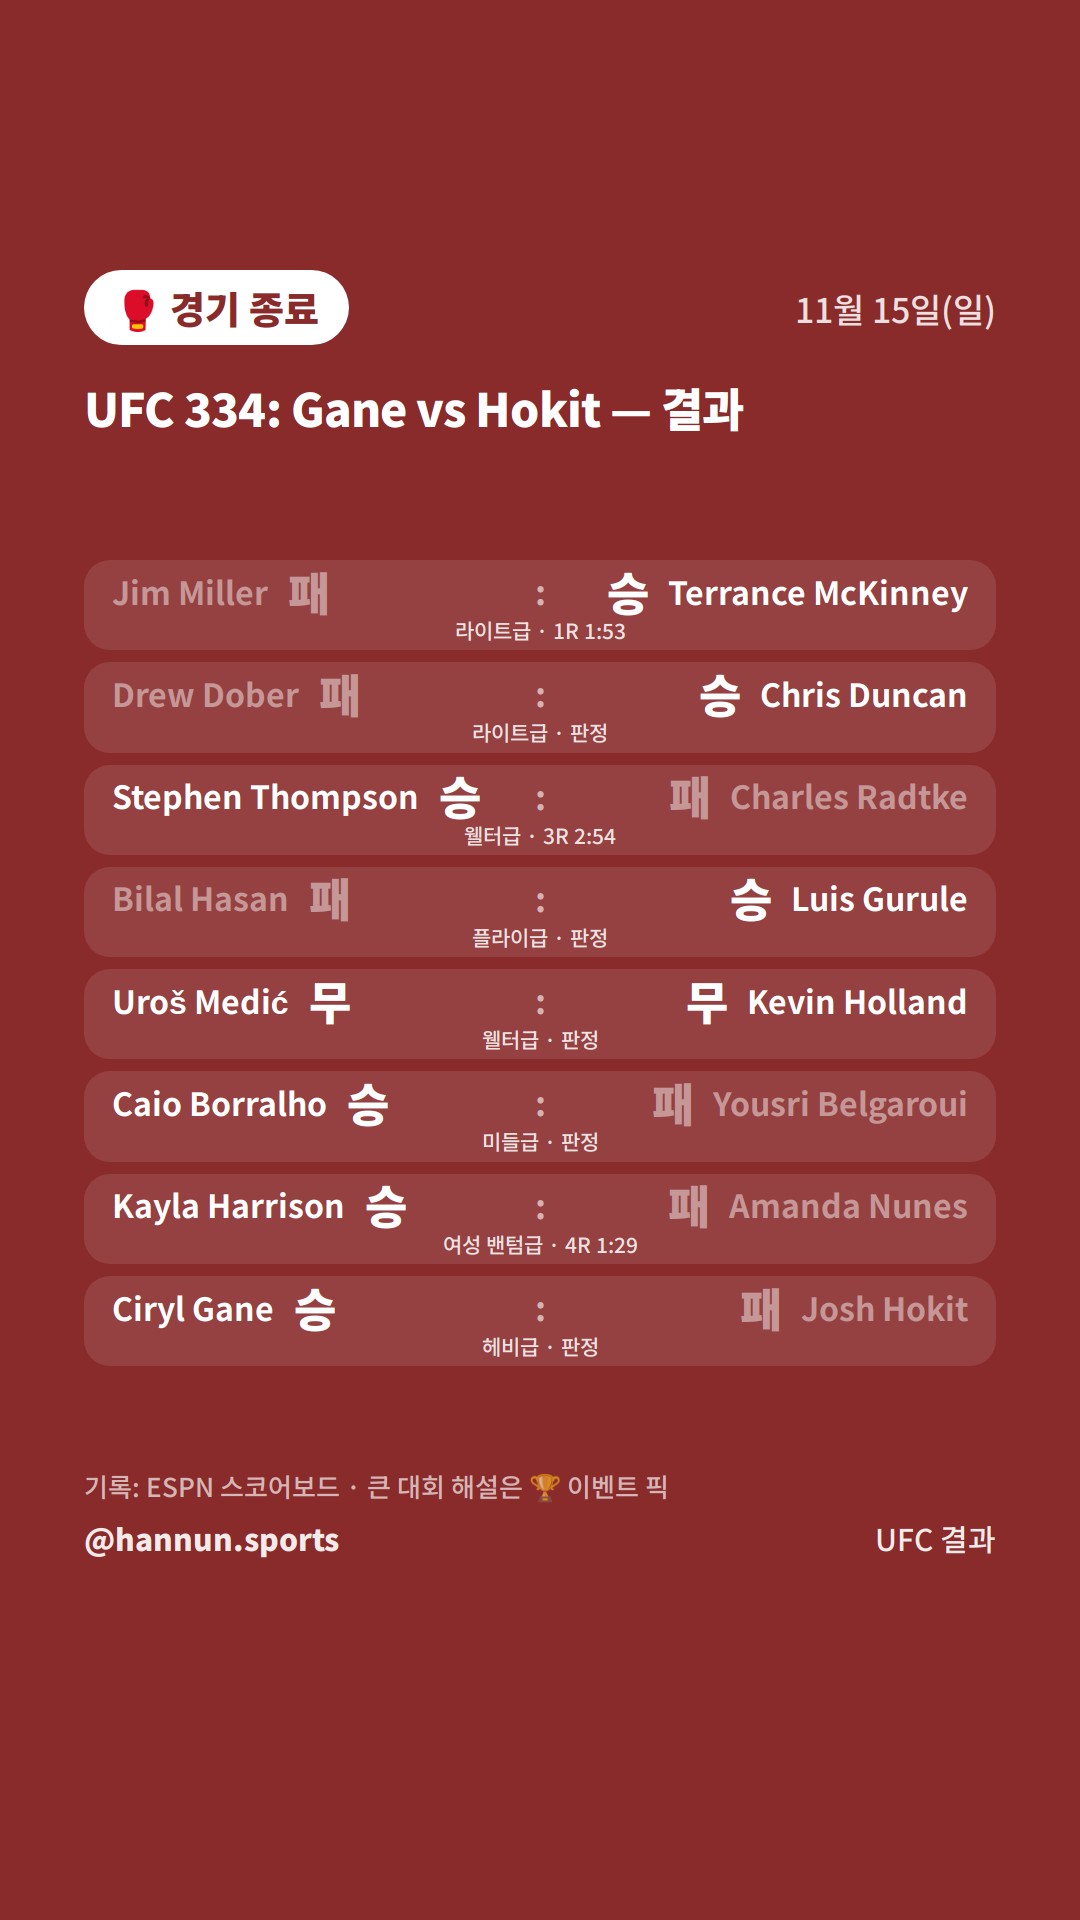 🥊 경기 종료
11월 15일(일)
UFC 334: Gane vs Hokit — 결과
Jim Miller 패 : 승 Terrance McKinney
라이트급 · 1R 1:53
Drew Dober 패 : 승 Chris Duncan
라이트급 · 판정
Stephen Thompson 승 : 패 Charles Radtke
웰터급 · 3R 2:54
Bilal Hasan 패 : 승 Luis Gurule
플라이급 · 판정
Uroš Medić 무 : 무 Kevin Holland
웰터급 · 판정
Caio Borralho 승 : 패 Yousri Belgaroui
미들급 · 판정
Kayla Harrison 승 : 패 Amanda Nunes
여성 밴텀급 · 4R 1:29
Ciryl Gane 승 : 패 Josh Hokit
헤비급 · 판정
기록: ESPN 스코어보드 · 큰 대회 해설은 🏆 이벤트 픽
@hannun.sports
UFC 결과